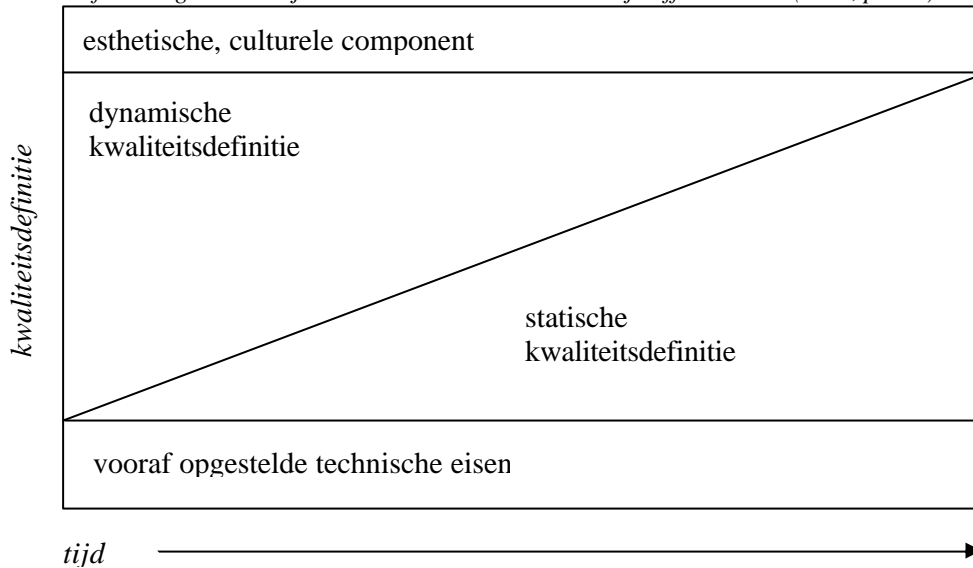 esthetische, culturele component
dynamische
kwaliteitsdefinitie
kwaliteitsdefinitie
statische
kwaliteitsdefinitie
vooraf opgestelde technische eisen
tijd